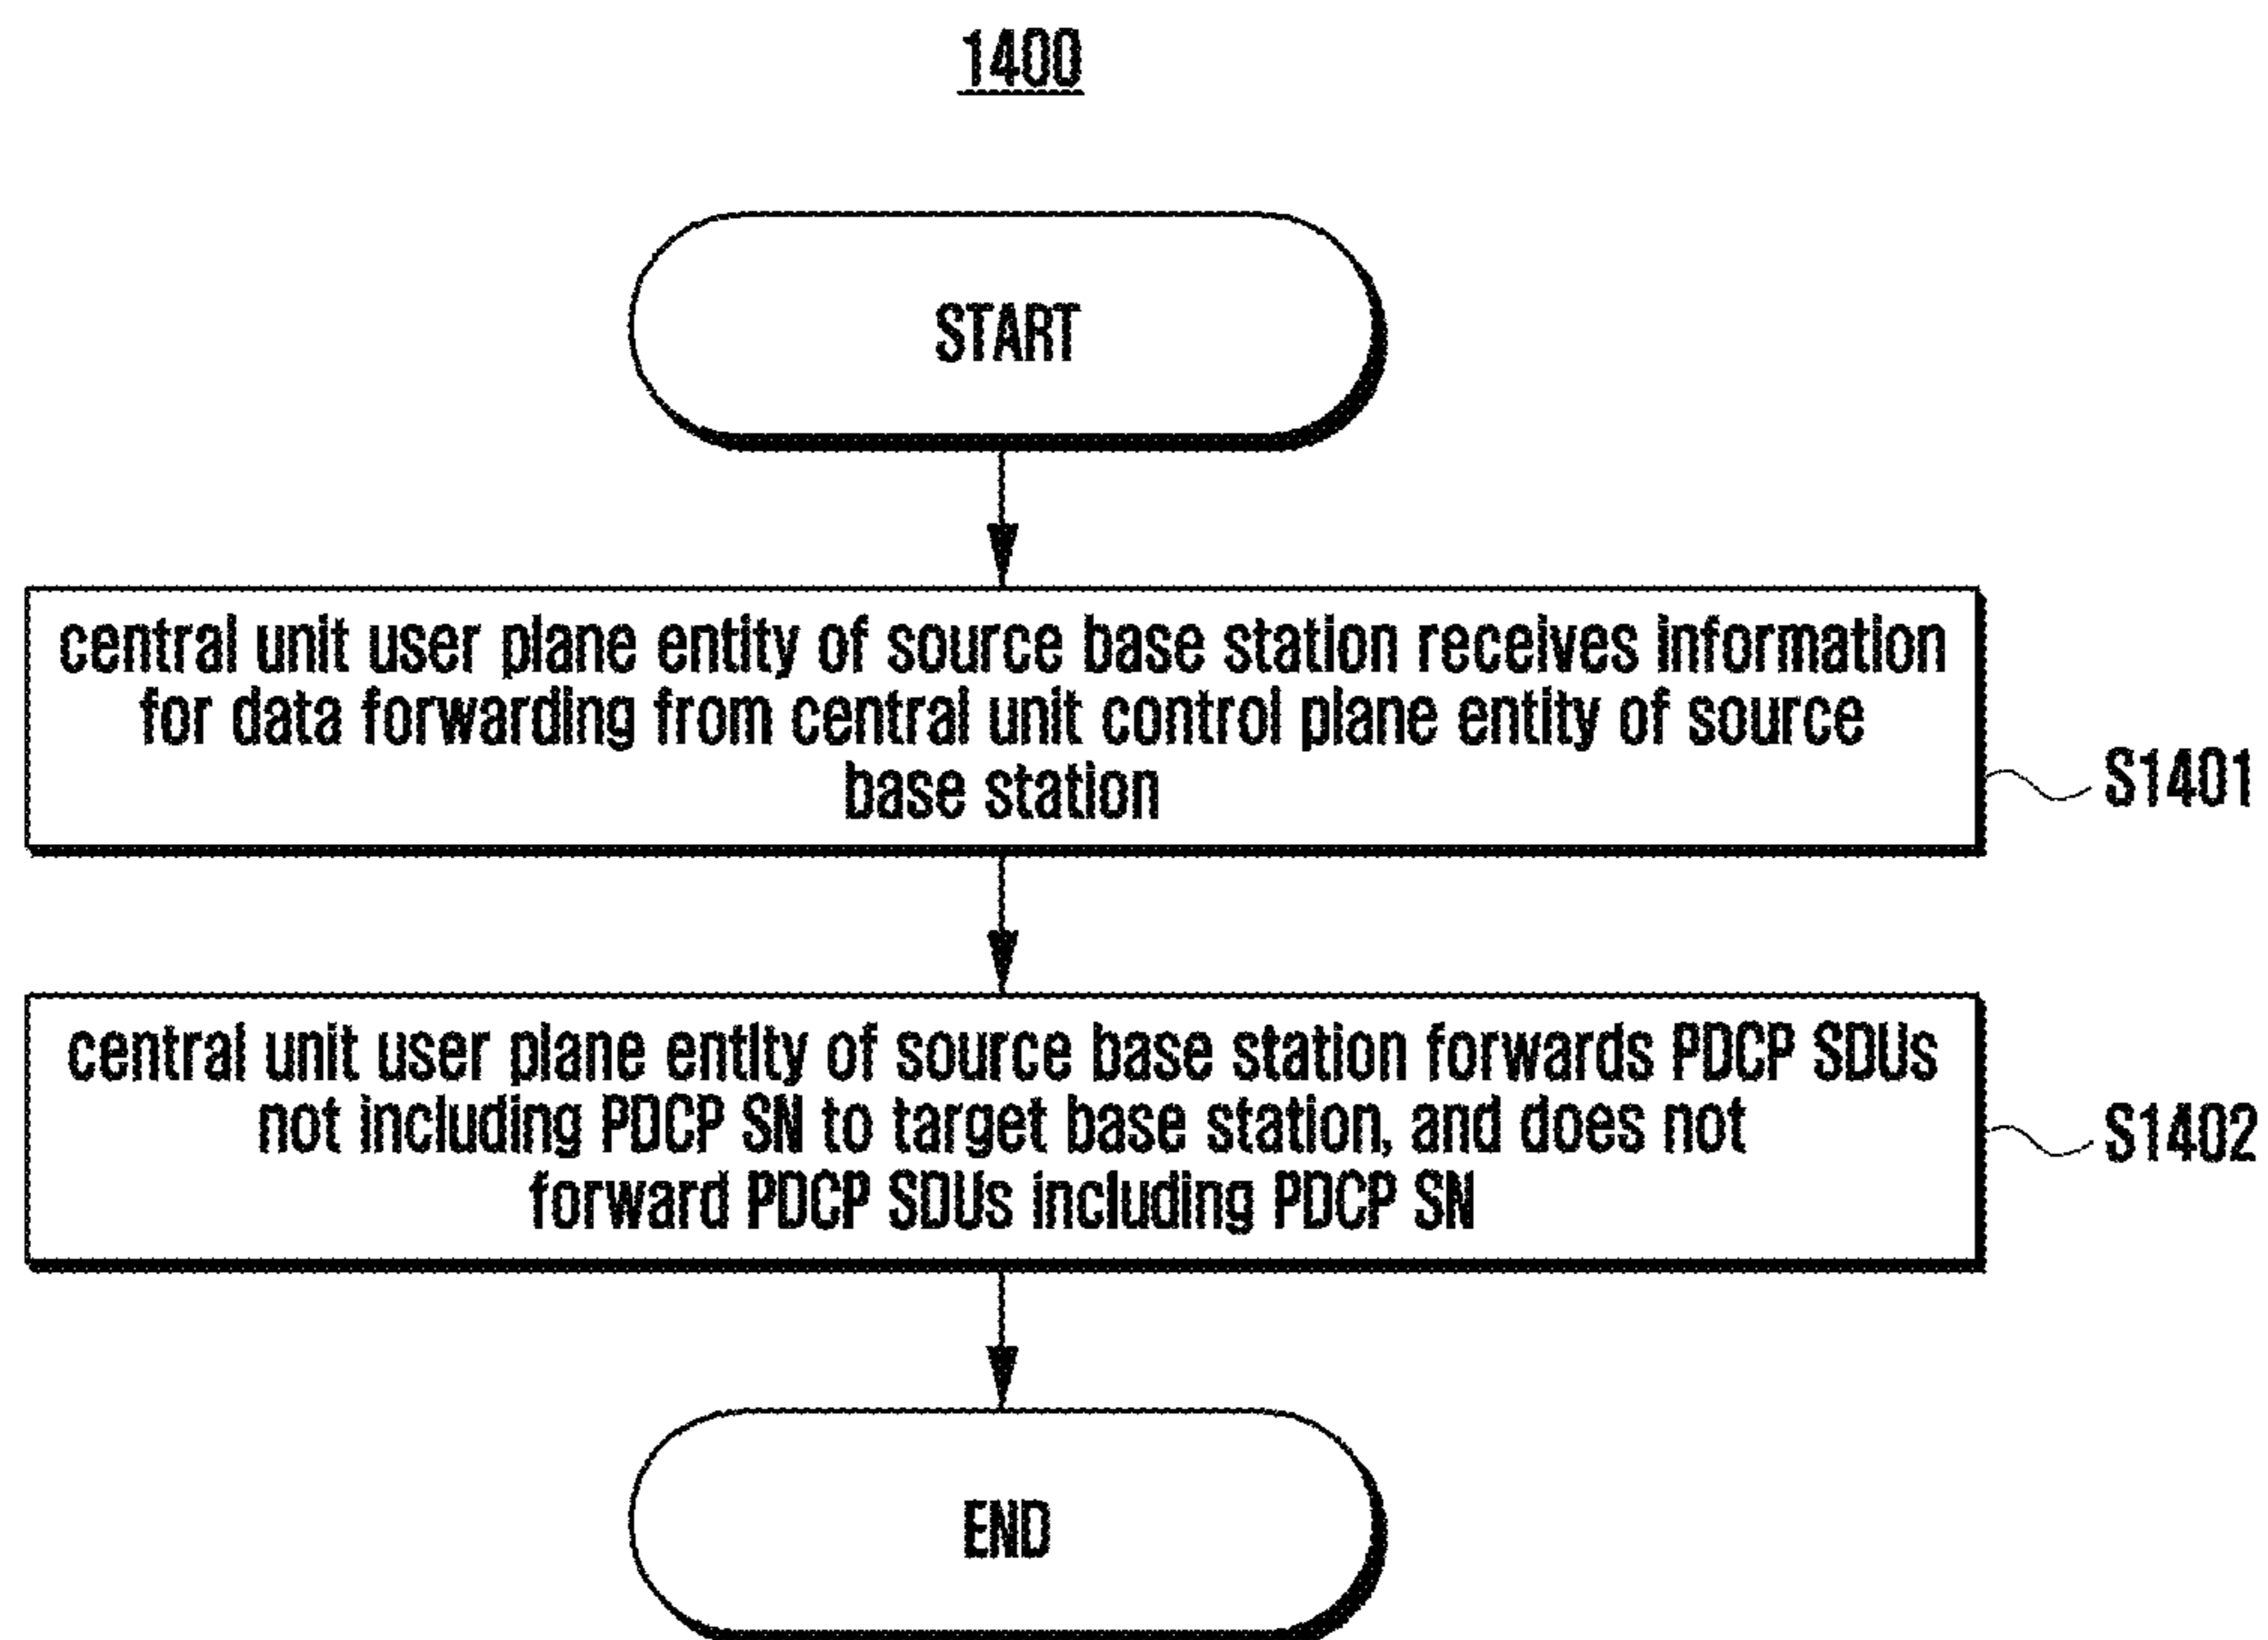 1400
START
central unit user plane entity of source base station receives information
for data forwarding from central unit control plane entity of source
base station
S1401
central unit user plane entity of source base station forwards PDCP SDUs
not including PDCP SN to target base station, and does not
forward PDCP SDUs including PDCP SN
S1402
END